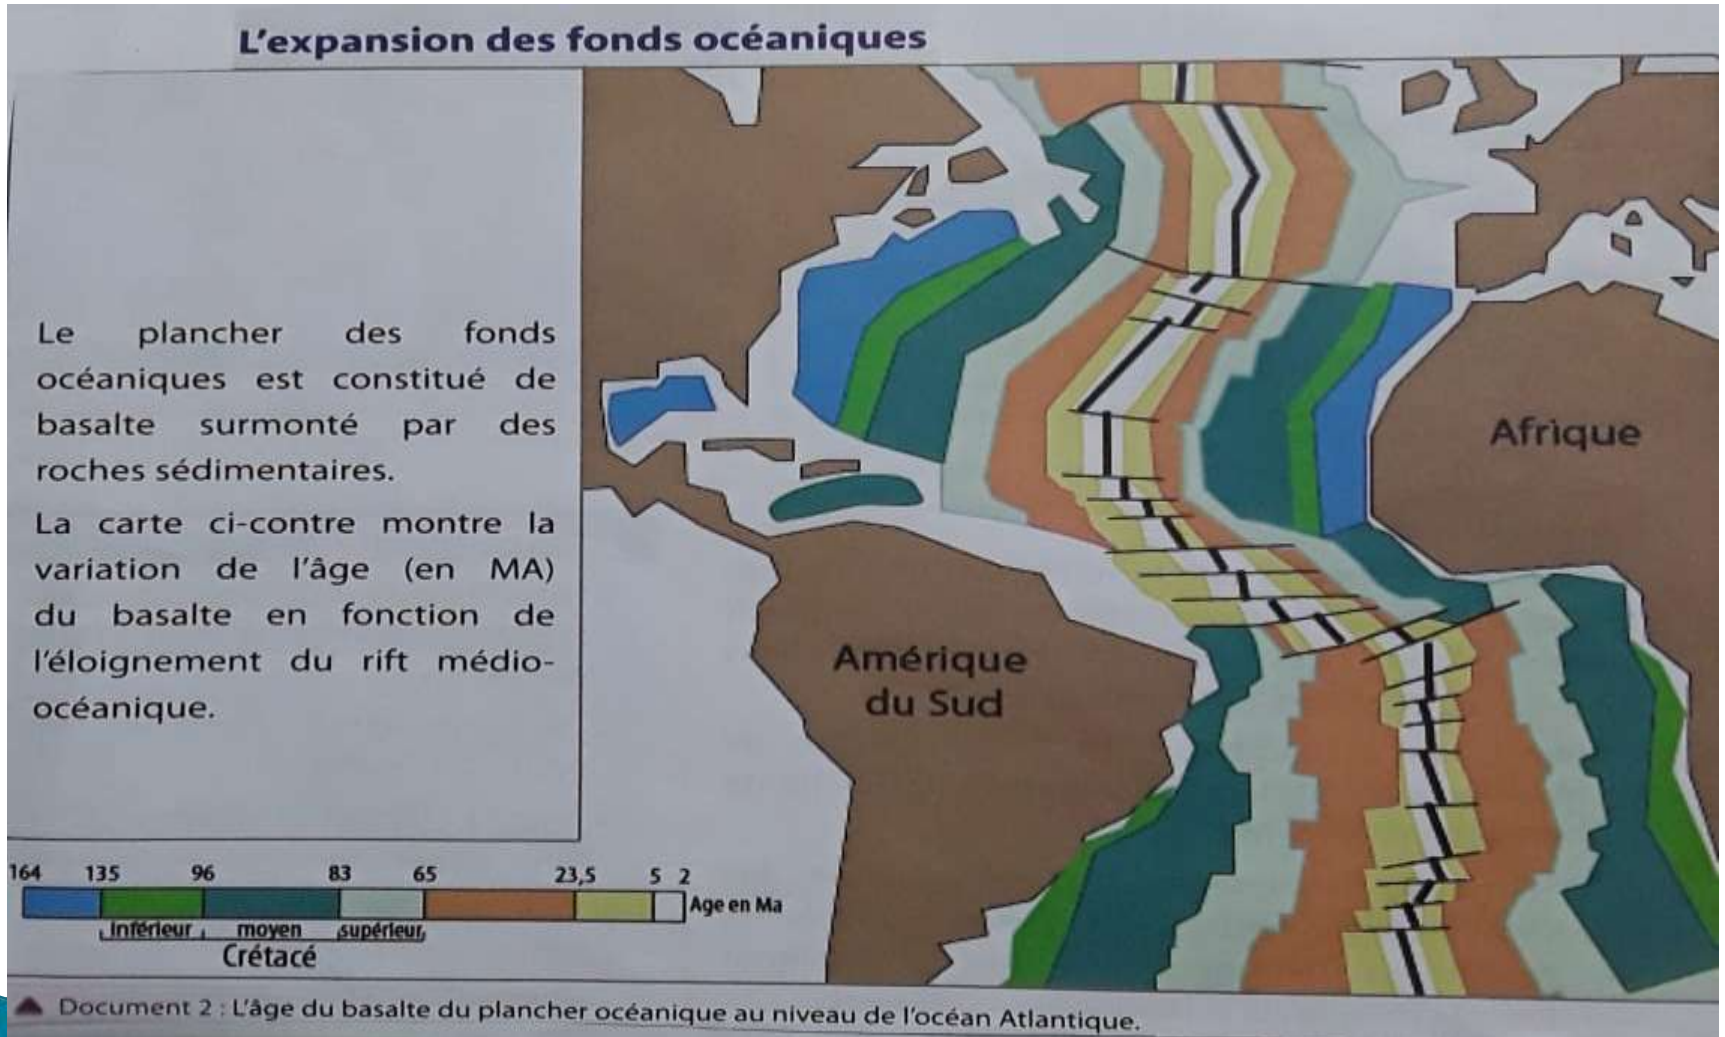 L'expansion des fonds océaniques
Le plancher des fonds
océaniques est constitué de
basalte surmonté par des
roches sédimentaires.
La carte ci-contre montre la
variation de l'âge (en MA)
du basalte en fonction de
l'éloignement du rift médio-
océanique.
Afrique
Amérique
du Sud
164 135 96 83 65 23,5 5 2
Age en Ma
Inférieur moyen supérieur
Crétacé
Document 2 : L'âge du basalte du plancher océanique au niveau de l'océan Atlantique.